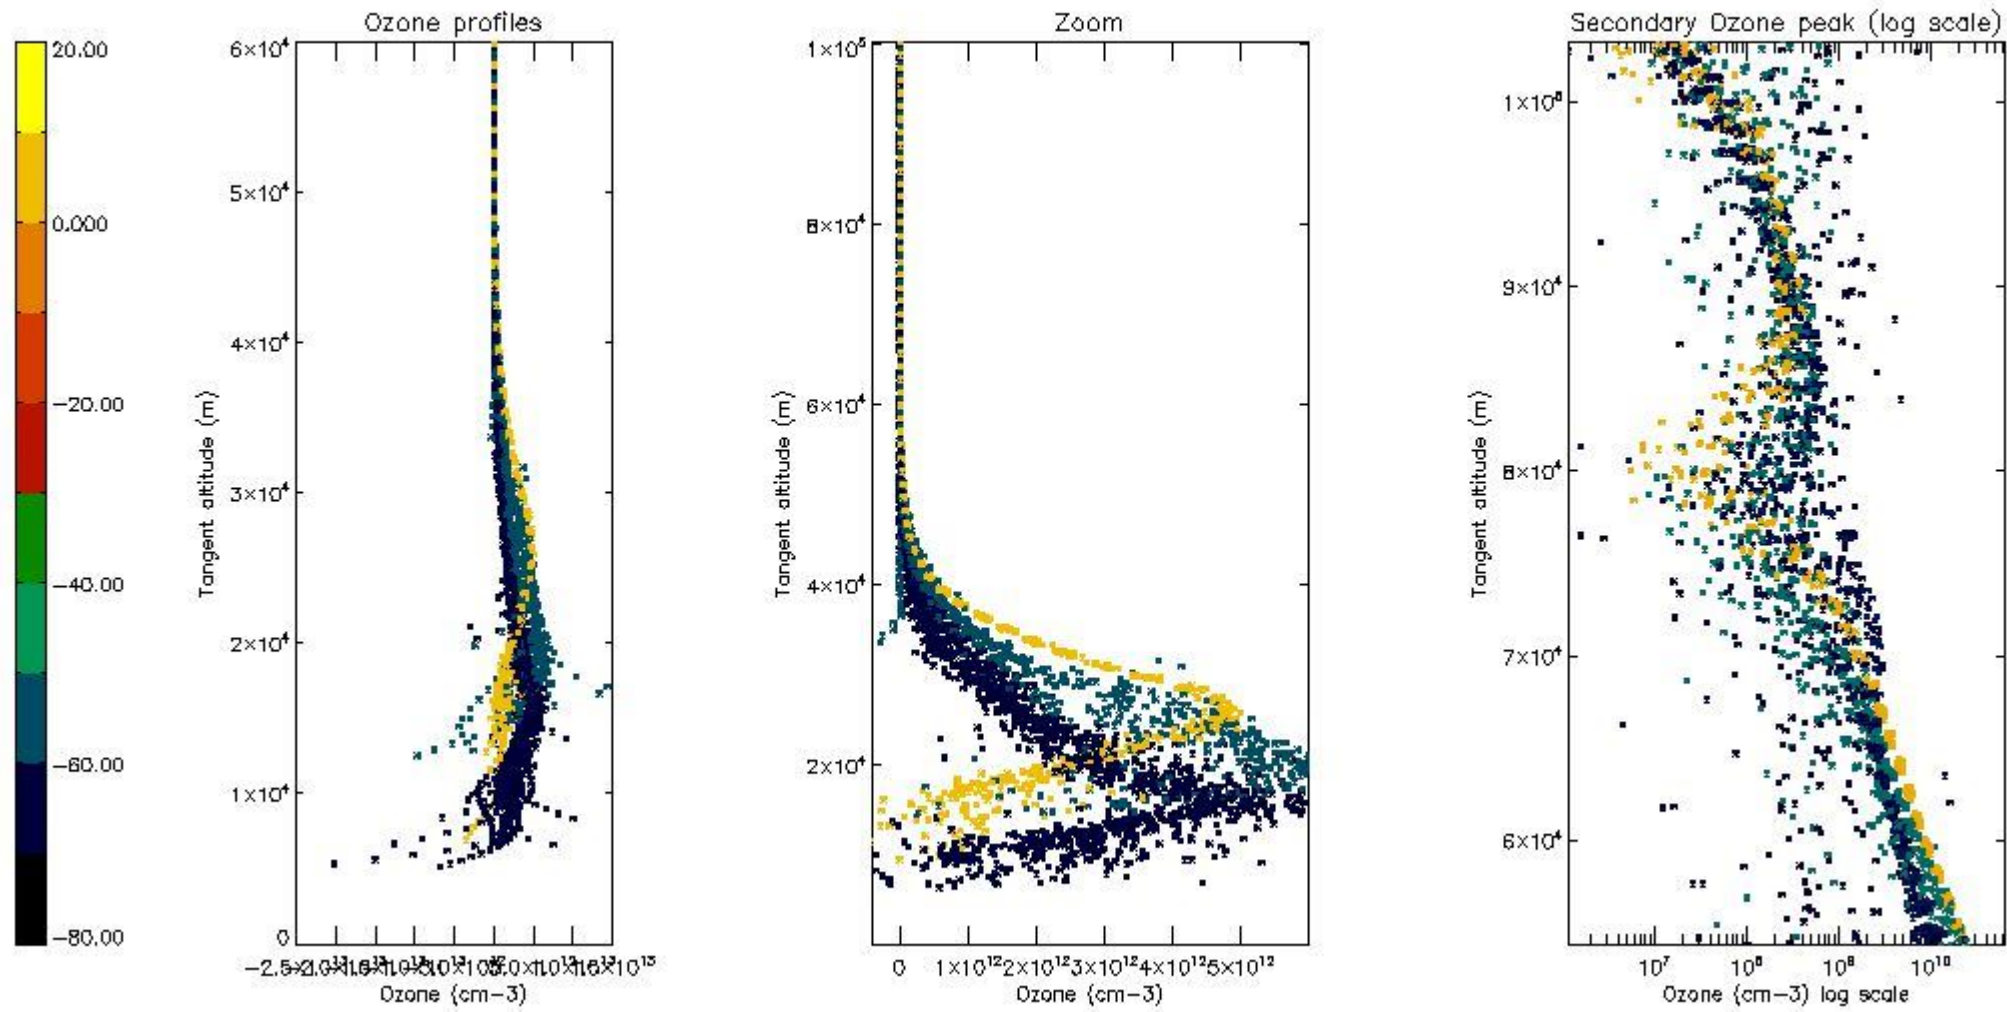 Ozone profiles
Zoom
Secondary Ozone peak (log scale)
20.00
0.000
−20.00
−40.00
−60.00
−80.00
6×10⁴
5×10⁴
4×10⁴
3×10⁴
2×10⁴
1×10⁴
0
Tangent altitude (m)
Ozone (cm−3)
1×10⁵
8×10⁴
6×10⁴
4×10⁴
2×10⁴
Tangent altitude (m)
0 1×10¹² 2×10¹² 3×10¹² 4×10¹² 5×10¹²
Ozone (cm−3)
9×10⁴
8×10⁴
7×10⁴
6×10⁴
Tangent altitude (m)
10⁷ 10⁸ 10⁹ 10¹⁰
Ozone (cm−3) log scale